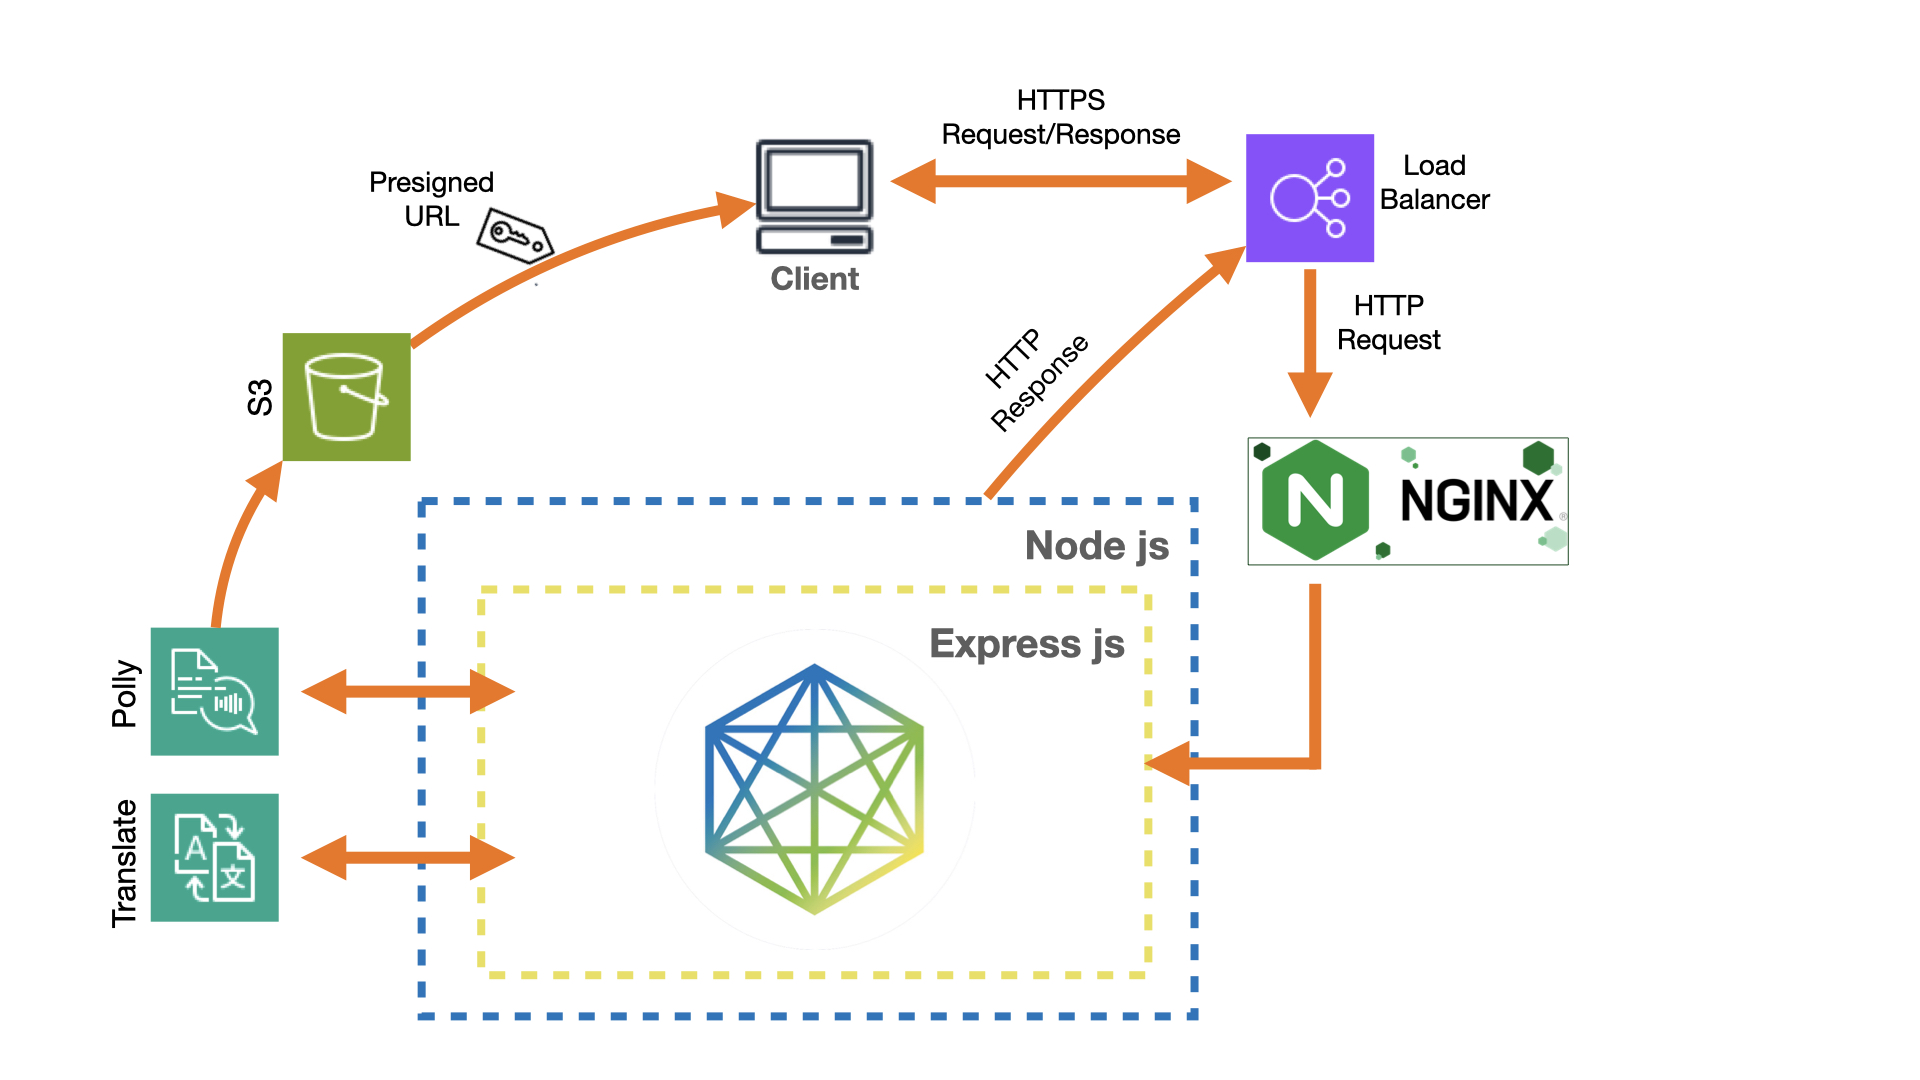 HTTPS
Request/Response
Presigned
URL
Load
Balancer
Client
HTTP
Request
HTTP
Response
S3
N
NGINX
®
Node js
Express js
Polly
Translate
A
文